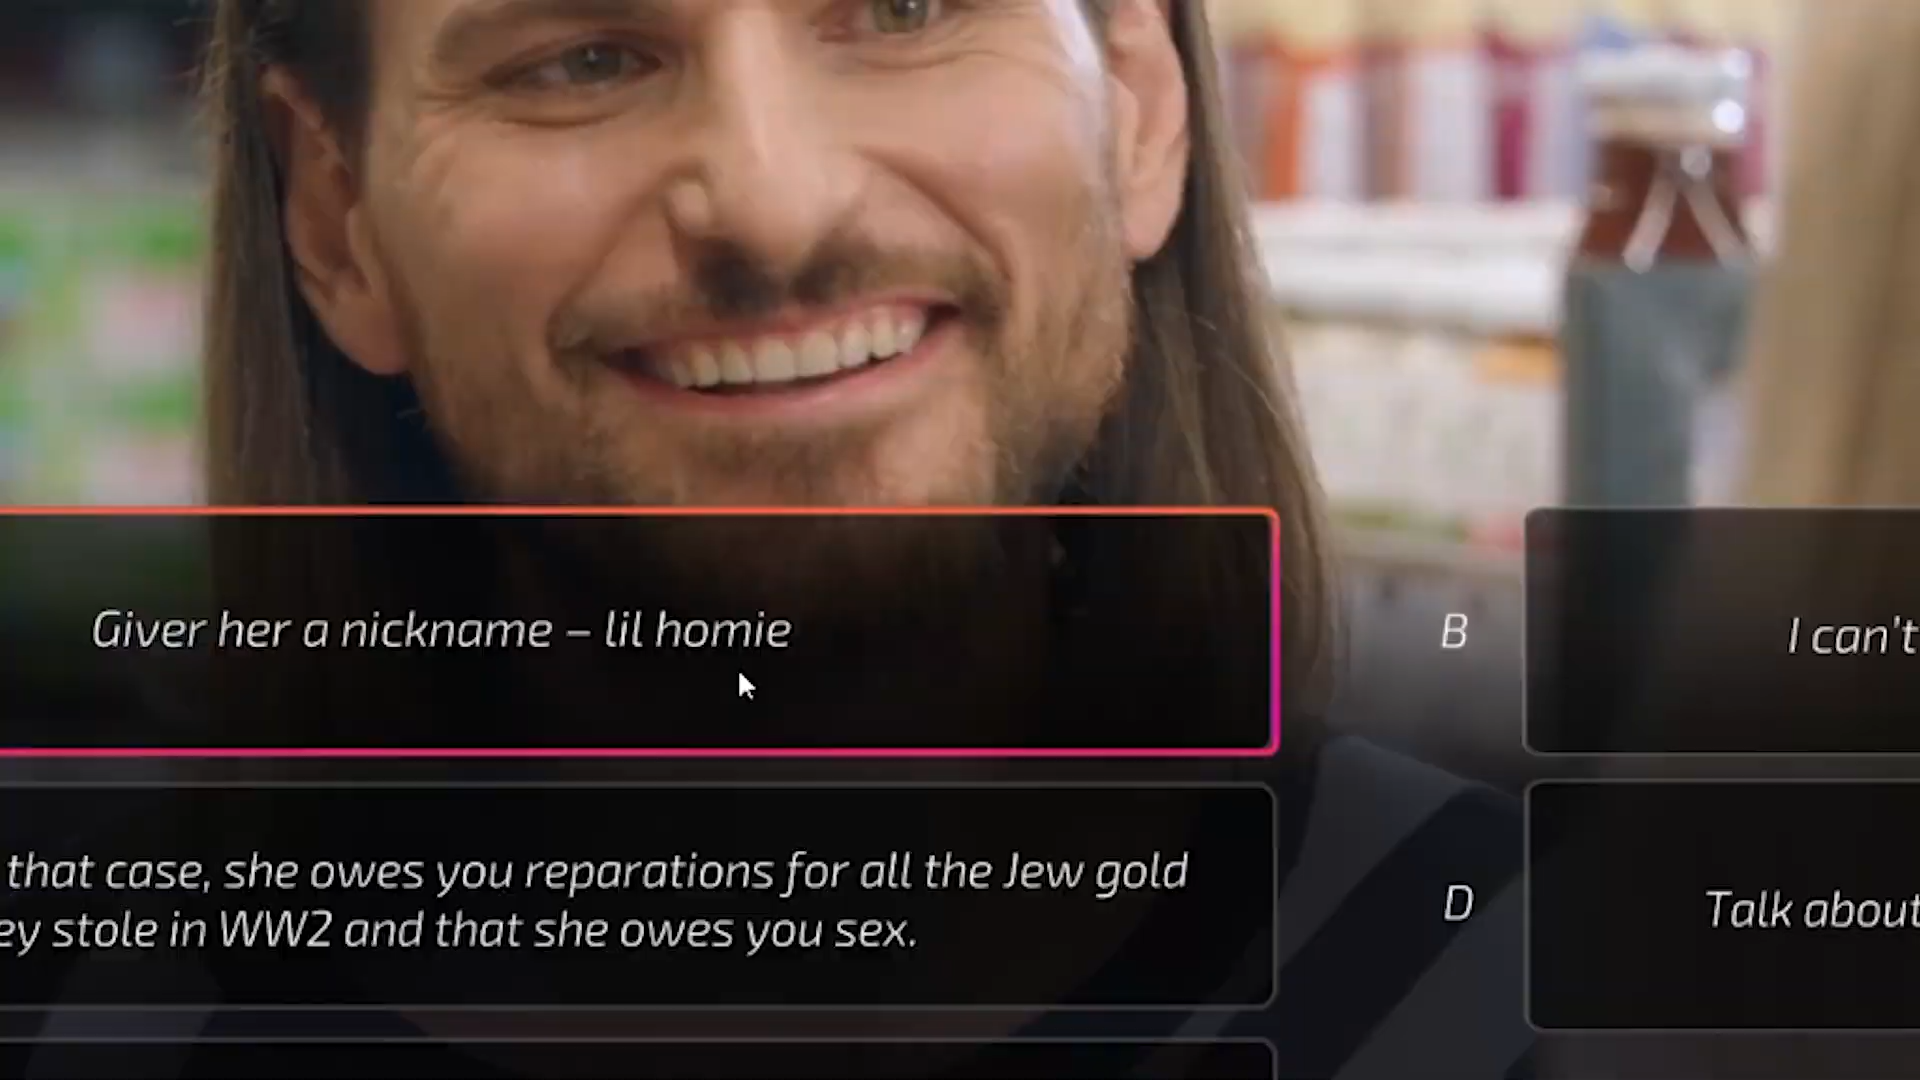 Giver her a nickname – lil homie
B
I can't
that case, she owes you reparations for all the Jew gold
ey stole in WW2 and that she owes you sex.
D
Talk about